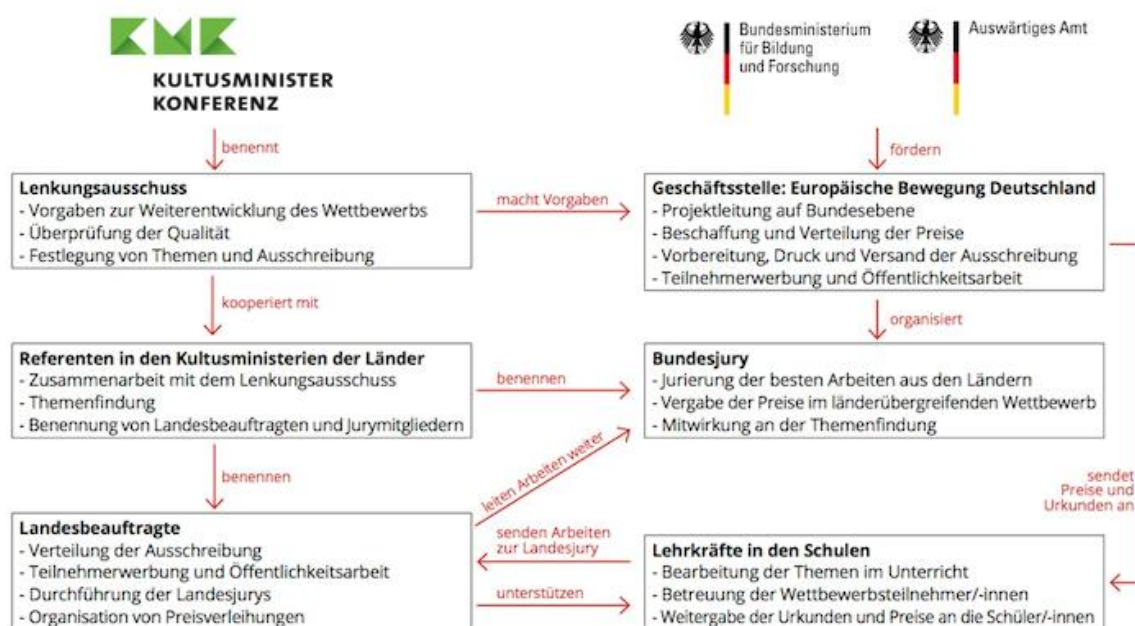 KMK
KULTUSMINISTER
KONFERENZ
Bundesministerium
für Bildung
und Forschung
Auswärtiges Amt
benennt
fördern
Lenkungsausschuss
- Vorgaben zur Weiterentwicklung des Wettbewerbs
- Überprüfung der Qualität
- Festlegung von Themen und Ausschreibung
macht Vorgaben
Geschäftsstelle: Europäische Bewegung Deutschland
- Projektleitung auf Bundesebene
- Beschaffung und Verteilung der Preise
- Vorbereitung, Druck und Versand der Ausschreibung
- Teilnehmerwerbung und Öffentlichkeitsarbeit
kooperiert mit
organisiert
Referenten in den Kultusministerien der Länder
- Zusammenarbeit mit dem Lenkungsausschuss
- Themenfindung
- Benennung von Landesbeauftragten und Jurymitgliedern
benennen
Bundesjury
- Jurierung der besten Arbeiten aus den Ländern
- Vergabe der Preise im länderübergreifenden Wettbewerb
- Mitwirkung an der Themenfindung
benennen
leiten Arbeiten weiter
sendet
Preise und
Urkunden an
Landesbeauftragte
- Verteilung der Ausschreibung
- Teilnehmerwerbung und Öffentlichkeitsarbeit
- Durchführung der Landesjurys
- Organisation von Preisverleihungen
senden Arbeiten
zur Landesjury
unterstützen
Lehrkräfte in den Schulen
- Bearbeitung der Themen im Unterricht
- Betreuung der Wettbewerbsteilnehmer/-innen
- Weitergabe der Urkunden und Preise an die Schüler/-innen